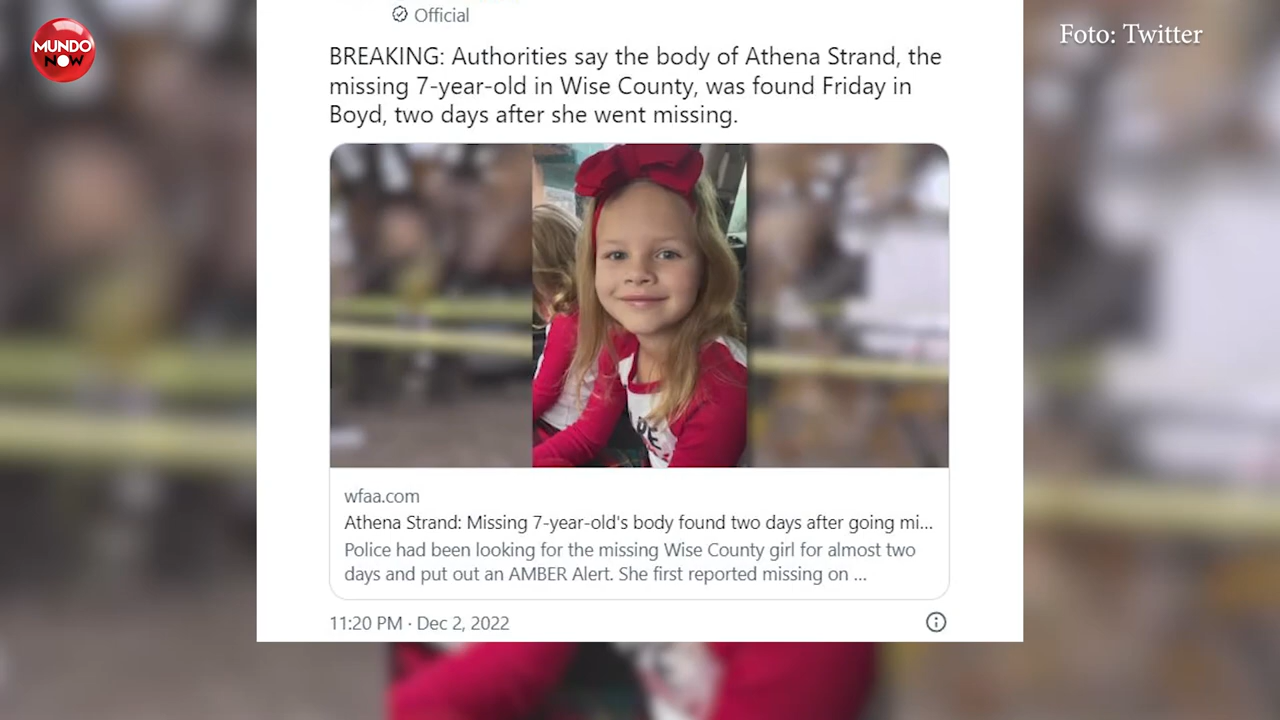 MUNDO
NOW
Foto: Twitter
Official
BREAKING: Authorities say the body of Athena Strand, the
missing 7-year-old in Wise County, was found Friday in
Boyd, two days after she went missing.
wfaa.com
Athena Strand: Missing 7-year-old's body found two days after going mi...
Police had been looking for the missing Wise County girl for almost two
days and put out an AMBER Alert. She first reported missing on ...
11:20 PM · Dec 2, 2022